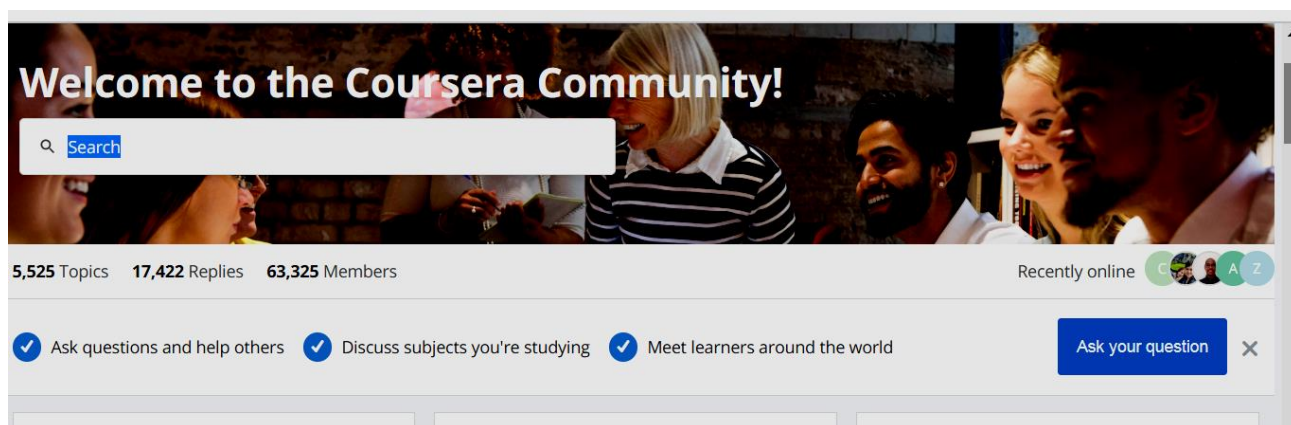 Welcome to the Coursera Community!
Search
5,525 Topics 17,422 Replies 63,325 Members
Recently online C A Z
Ask questions and help others Discuss subjects you're studying Meet learners around the world
Ask your question